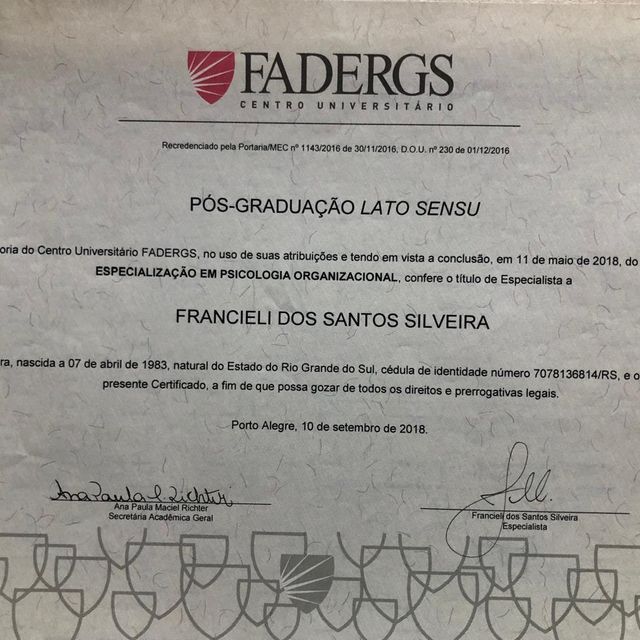 FADERGS
CENTRO UNIVERSITÁRIO
Recredenciado pela Portaria/MEC nº 1143/2016 de 30/11/2016, D.O.U. nº 230 de 01/12/2016
PÓS-GRADUAÇÃO LATO SENSU
oria do Centro Universitário FADERGS, no uso de suas atribuições e tendo em vista a conclusão, em 11 de maio de 2018, do
ESPECIALIZAÇÃO EM PSICOLOGIA ORGANIZACIONAL, confere o título de Especialista a
FRANCIELI DOS SANTOS SILVEIRA
ra, nascida a 07 de abril de 1983, natural do Estado do Rio Grande do Sul, cédula de identidade número 7078136814/RS, e o
presente Certificado, a fim de que possa gozar de todos os direitos e prerrogativas legais.
Porto Alegre, 10 de setembro de 2018.
Ana Paula Richter
Ana Paula Maciel Richter
Secretária Acadêmica Geral
Francieli dos Santos Silveira
Especialista